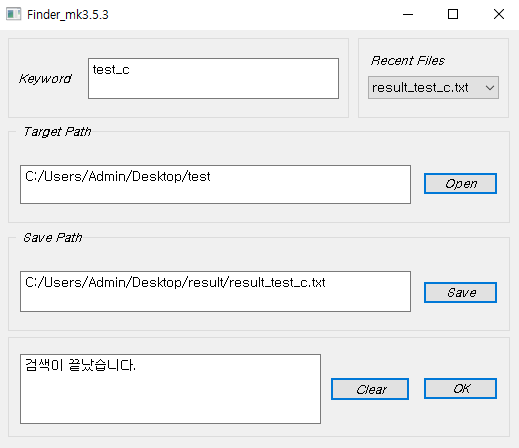 Finder_mk3.5.3
Keyword
test_c
Recent Files
result_test_c.txt
Target Path
C:/Users/Admin/Desktop/test
Open
Save Path
C:/Users/Admin/Desktop/result/result_test_c.txt
Save
검색이 끝났습니다.
Clear
OK